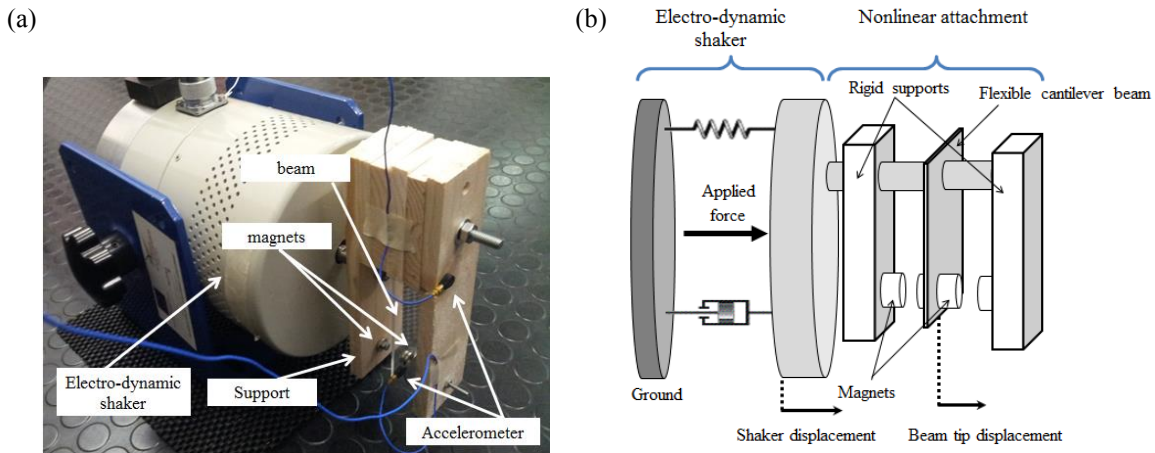 (a)
beam
magnets
Electro-dynamic
shaker
Support
Accelerometer
(b)
Electro-dynamic
shaker
Nonlinear attachment
Rigid supports
Flexible cantilever beam
Applied
force
Ground
Magnets
Shaker displacement
Beam tip displacement